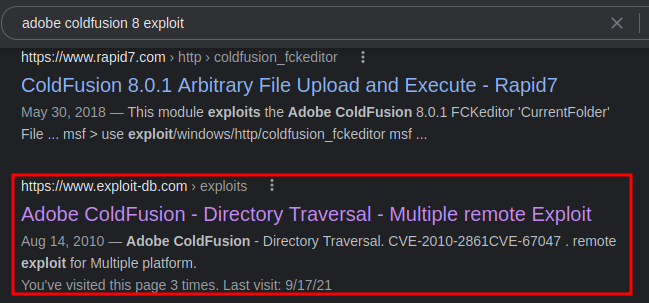 adobe coldfusion 8 exploit
https://www.rapid7.com › http › coldfusion_fckeditor
ColdFusion 8.0.1 Arbitrary File Upload and Execute - Rapid7
May 30, 2018 — This module exploits the Adobe ColdFusion 8.0.1 FCKeditor 'CurrentFolder'
File ... msf > use exploit/windows/http/coldfusion_fckeditor msf ...
https://www.exploit-db.com › exploits
Adobe ColdFusion - Directory Traversal - Multiple remote Exploit
Aug 14, 2010 — Adobe ColdFusion - Directory Traversal. CVE-2010-2861CVE-67047 . remote
exploit for Multiple platform.
You've visited this page 3 times. Last visit: 9/17/21